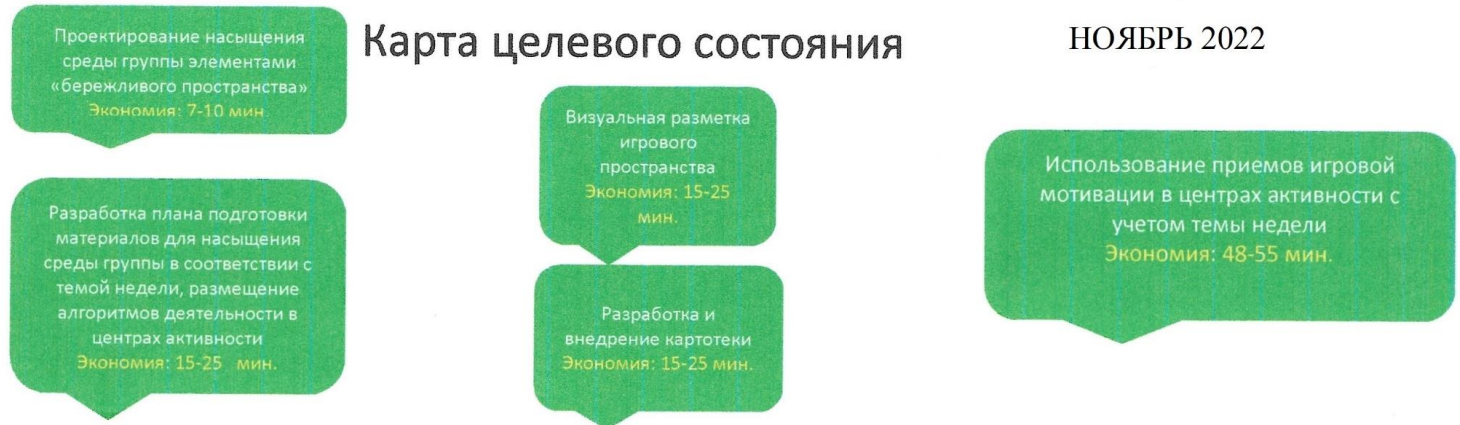 Карта целевого состояния
НОЯБРЬ 2022
Проектирование насыщения
среды группы элементами
«бережливого пространства»
Экономия: 7-10 мин.
Разработка плана подготовки
материалов для насыщения
среды группы в соответствии с
темой недели, размещение
алгоритмов деятельности в
центрах активности
Экономия: 15-25 мин.
Визуальная разметка
игрового
пространства
Экономия: 15-25
мин.
Разработка и
внедрение картотеки
Экономия: 15-25 мин.
Использование приемов игровой
мотивации в центрах активности с
учетом темы недели
Экономия: 48-55 мин.